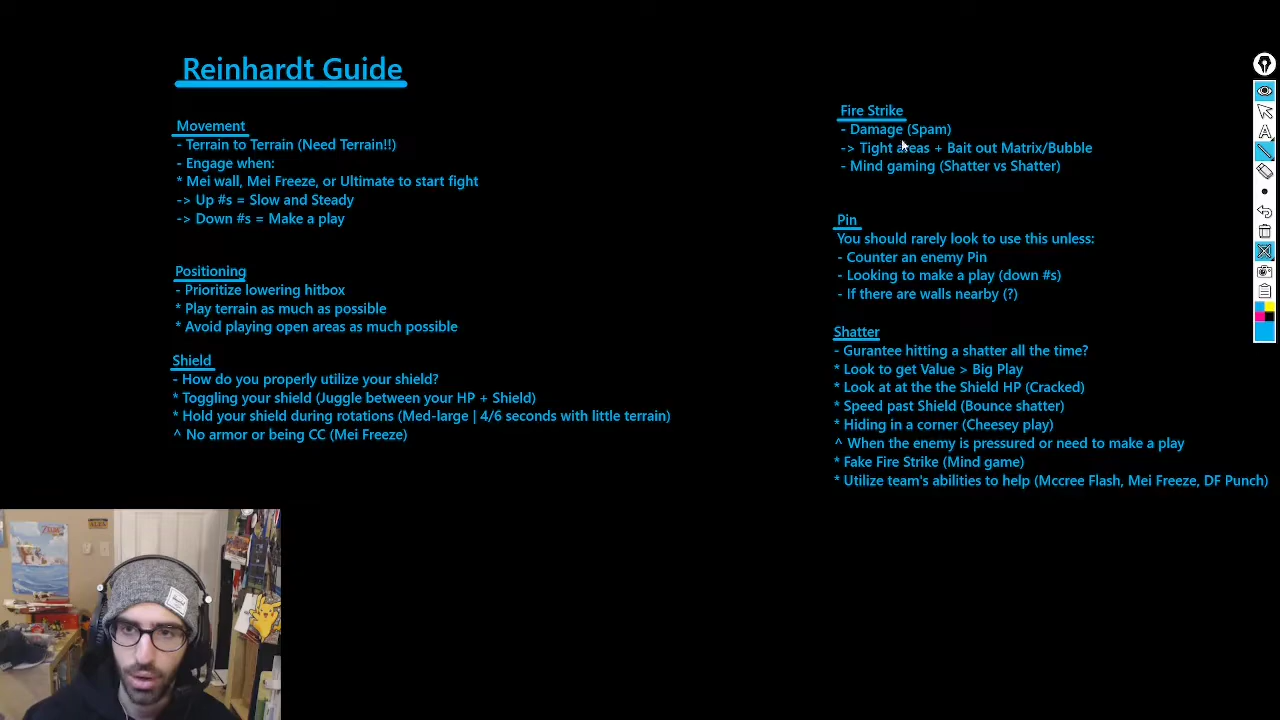 Reinhardt Guide
Movement
- Terrain to Terrain (Need Terrain!!)
- Engage when:
* Mei wall, Mei Freeze, or Ultimate to start fight
-> Up #s = Slow and Steady
-> Down #s = Make a play
Positioning
- Prioritize lowering hitbox
* Play terrain as much as possible
* Avoid playing open areas as much possible
Shield
- How do you properly utilize your shield?
* Toggling your shield (Juggle between your HP + Shield)
* Hold your shield during rotations (Med-large | 4/6 seconds with little terrain)
^ No armor or being CC (Mei Freeze)
Fire Strike
- Damage (Spam)
-> Tight areas + Bait out Matrix/Bubble
- Mind gaming (Shatter vs Shatter)
Pin
You should rarely look to use this unless:
- Counter an enemy Pin
- Looking to make a play (down #s)
- If there are walls nearby (?)
Shatter
- Gurantee hitting a shatter all the time?
* Look to get Value > Big Play
* Look at at the the Shield HP (Cracked)
* Speed past Shield (Bounce shatter)
* Hiding in a corner (Cheesey play)
^ When the enemy is pressured or need to make a play
* Fake Fire Strike (Mind game)
* Utilize team's abilities to help (Mccree Flash, Mei Freeze, DF Punch)
A